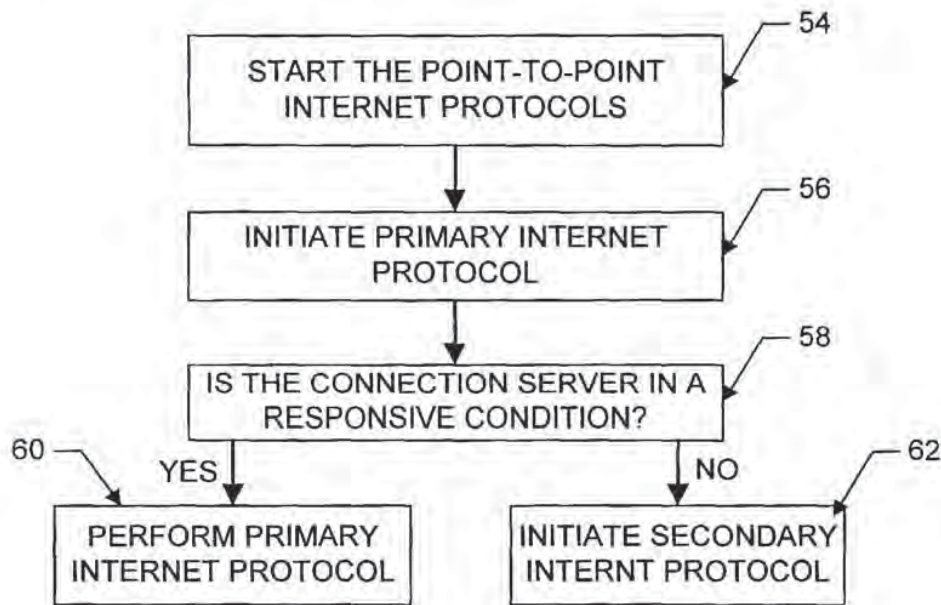 54
START THE POINT-TO-POINT
INTERNET PROTOCOLS
56
INITIATE PRIMARY INTERNET
PROTOCOL
58
IS THE CONNECTION SERVER IN A
RESPONSIVE CONDITION?
60
YES
NO
62
PERFORM PRIMARY
INTERNET PROTOCOL
INITIATE SECONDARY
INTERNT PROTOCOL